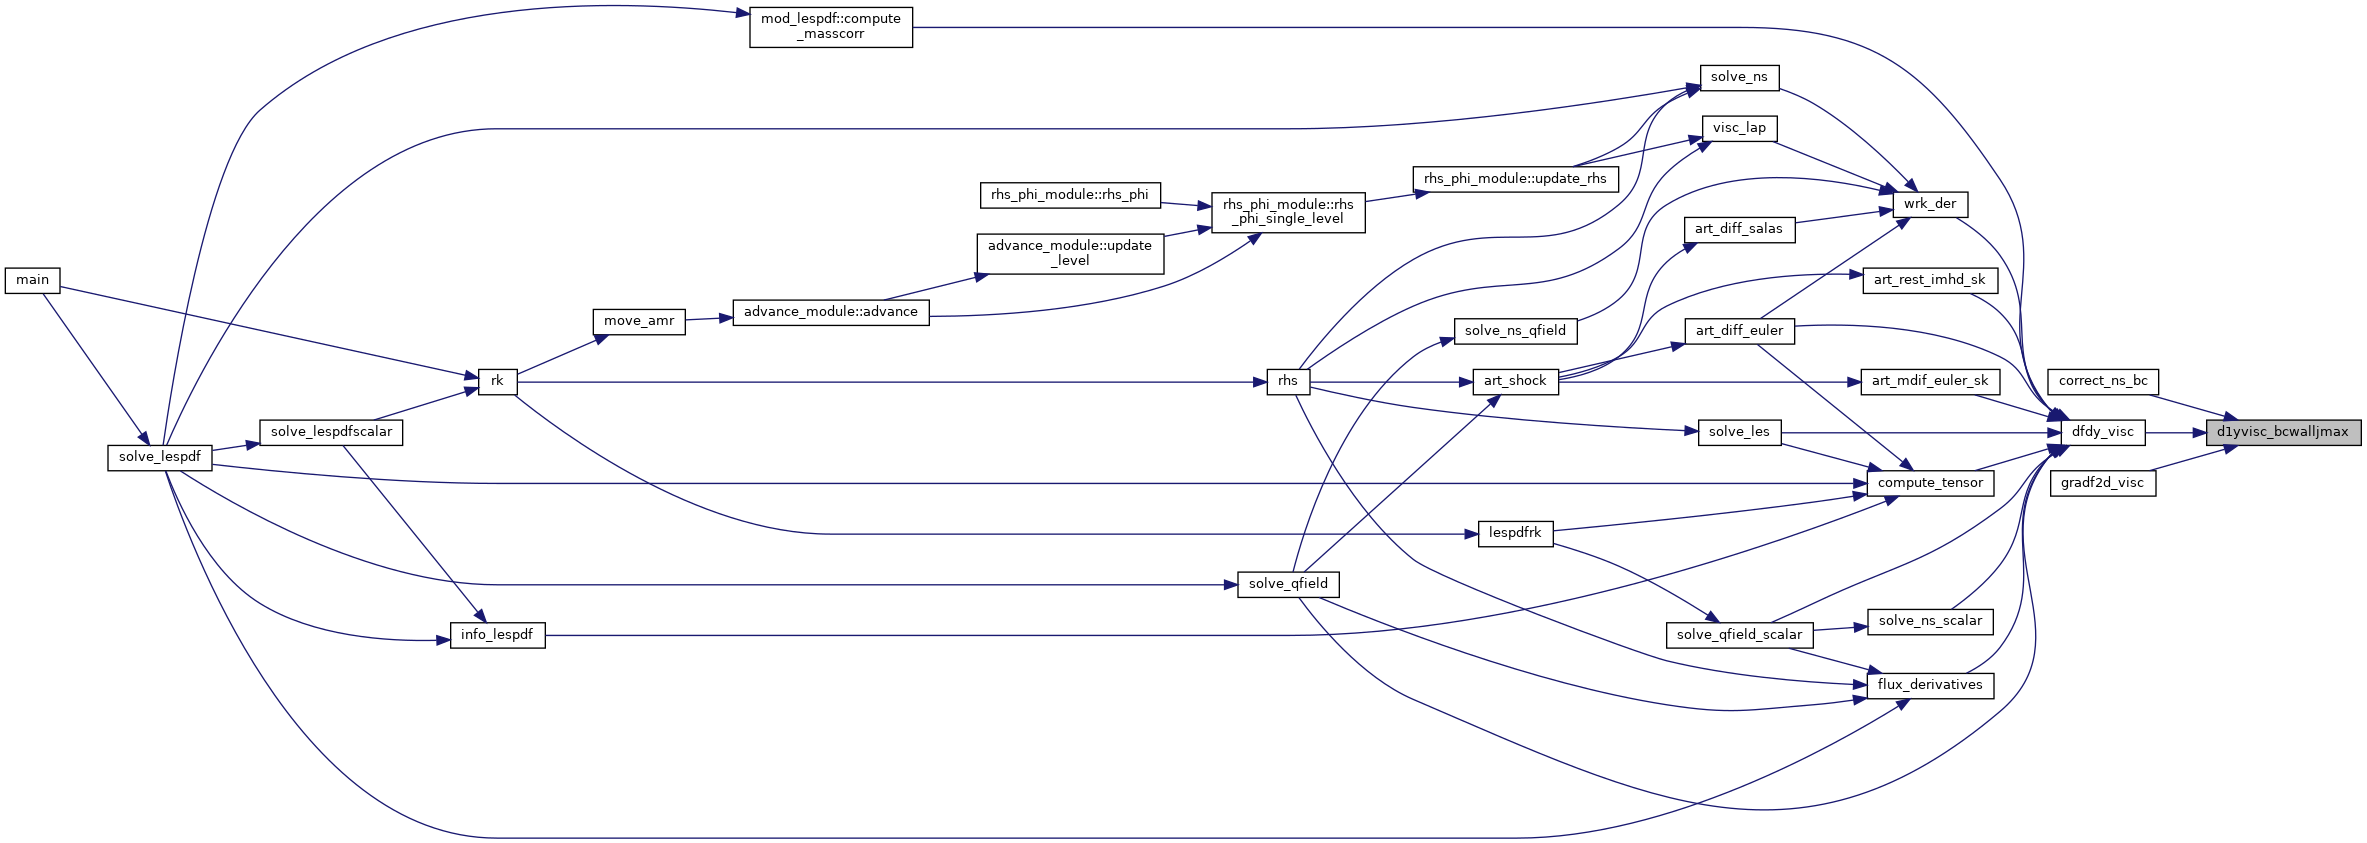 mod_lespdf::compute
_masscorr
solve_ns
visc_lap
rhs_phi_module::update_rhs
rhs_phi_module::rhs_phi
rhs_phi_module::rhs
_phi_single_level
wrk_der
art_diff_salas
advance_module::update
_level
main
art_rest_imhd_sk
advance_module::advance
move_amr
solve_ns_qfield
art_diff_euler
rk
rhs
art_shock
art_mdif_euler_sk
correct_ns_bc
solve_lespdfscalar
solve_les
dfdy_visc
d1yvisc_bcwalljmax
solve_lespdf
compute_tensor
gradf2d_visc
lespdfrk
solve_qfield
info_lespdf
solve_qfield_scalar
solve_ns_scalar
flux_derivatives